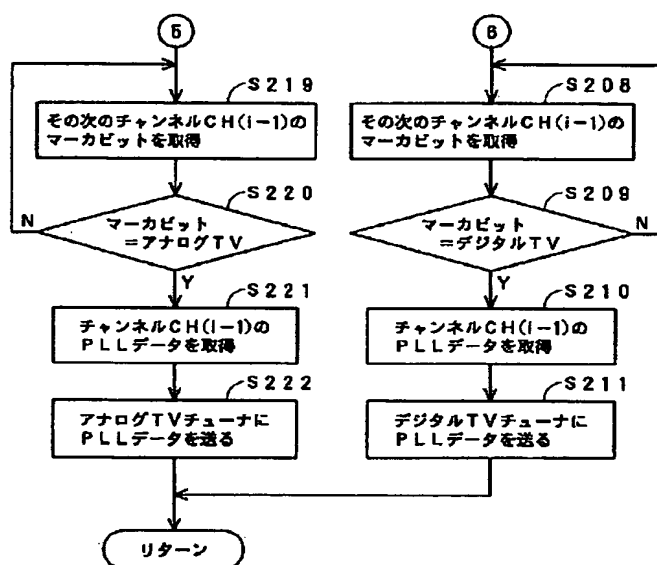 5
S219
その次のチャンネルCH(i−1)の
マーカビットを取得
S220
マーカビット
=アナログTV
N
Y
S221
チャンネルCH(i−1)の
PLLデータを取得
S222
アナログTVチューナに
PLLデータを送る
6
S208
その次のチャンネルCH(i−1)の
マーカビットを取得
S209
マーカビット
=デジタルTV
N
Y
S210
チャンネルCH(i−1)の
PLLデータを取得
S211
デジタルTVチューナに
PLLデータを送る
リターン